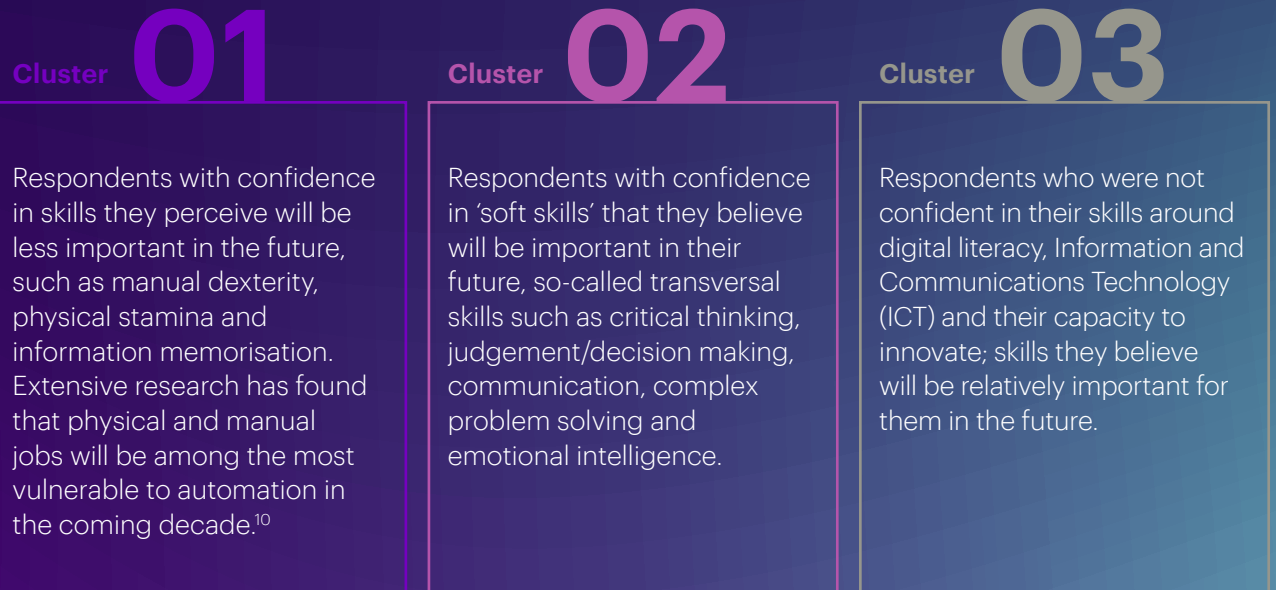 Cluster 01
Respondents with confidence
in skills they perceive will be
less important in the future,
such as manual dexterity,
physical stamina and
information memorisation.
Extensive research has found
that physical and manual
jobs will be among the most
vulnerable to automation in
the coming decade.¹⁰
Cluster 02
Respondents with confidence
in ‘soft skills’ that they believe
will be important in their
future, so-called transversal
skills such as critical thinking,
judgement/decision making,
communication, complex
problem solving and
emotional intelligence.
Cluster 03
Respondents who were not
confident in their skills around
digital literacy, Information and
Communications Technology
(ICT) and their capacity to
innovate; skills they believe
will be relatively important for
them in the future.